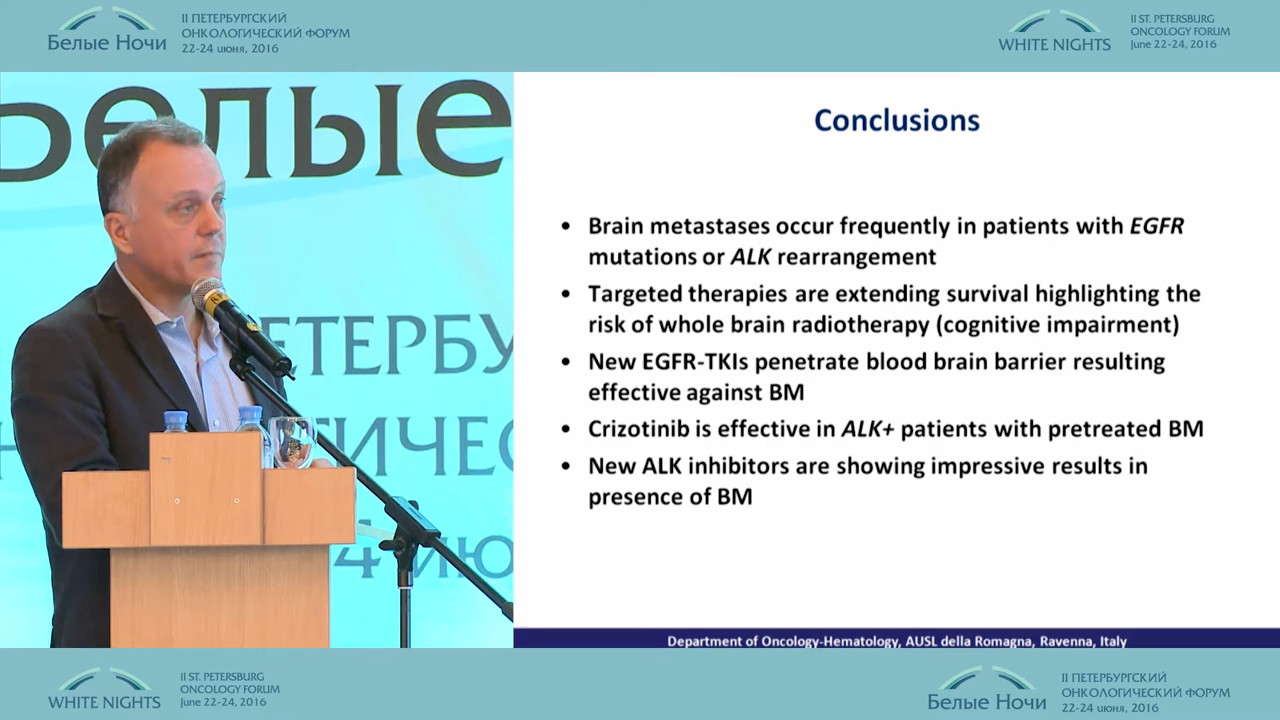 Белые Ночи
II ПЕТЕРБУРГСКИЙ
ОНКОЛОГИЧЕСКИЙ ФОРУМ
22-24 июня, 2016
WHITE NIGHTS
II ST. PETERSBURG
ONCOLOGY FORUM
June 22-24, 2016
Белые
ЕТЕРБУ
ТИЧЕС
4 ИЮ
Conclusions
• Brain metastases occur frequently in patients with EGFR
mutations or ALK rearrangement
• Targeted therapies are extending survival highlighting the
risk of whole brain radiotherapy (cognitive impairment)
• New EGFR-TKIs penetrate blood brain barrier resulting
effective against BM
• Crizotinib is effective in ALK+ patients with pretreated BM
• New ALK inhibitors are showing impressive results in
presence of BM
Department of Oncology-Hematology, AUSL della Romagna, Ravenna, Italy
WHITE NIGHTS
II ST. PETERSBURG
ONCOLOGY FORUM
June 22-24, 2016
Белые Ночи
II ПЕТЕРБУРГСКИЙ
ОНКОЛОГИЧЕСКИЙ ФОРУМ
22-24 июня, 2016